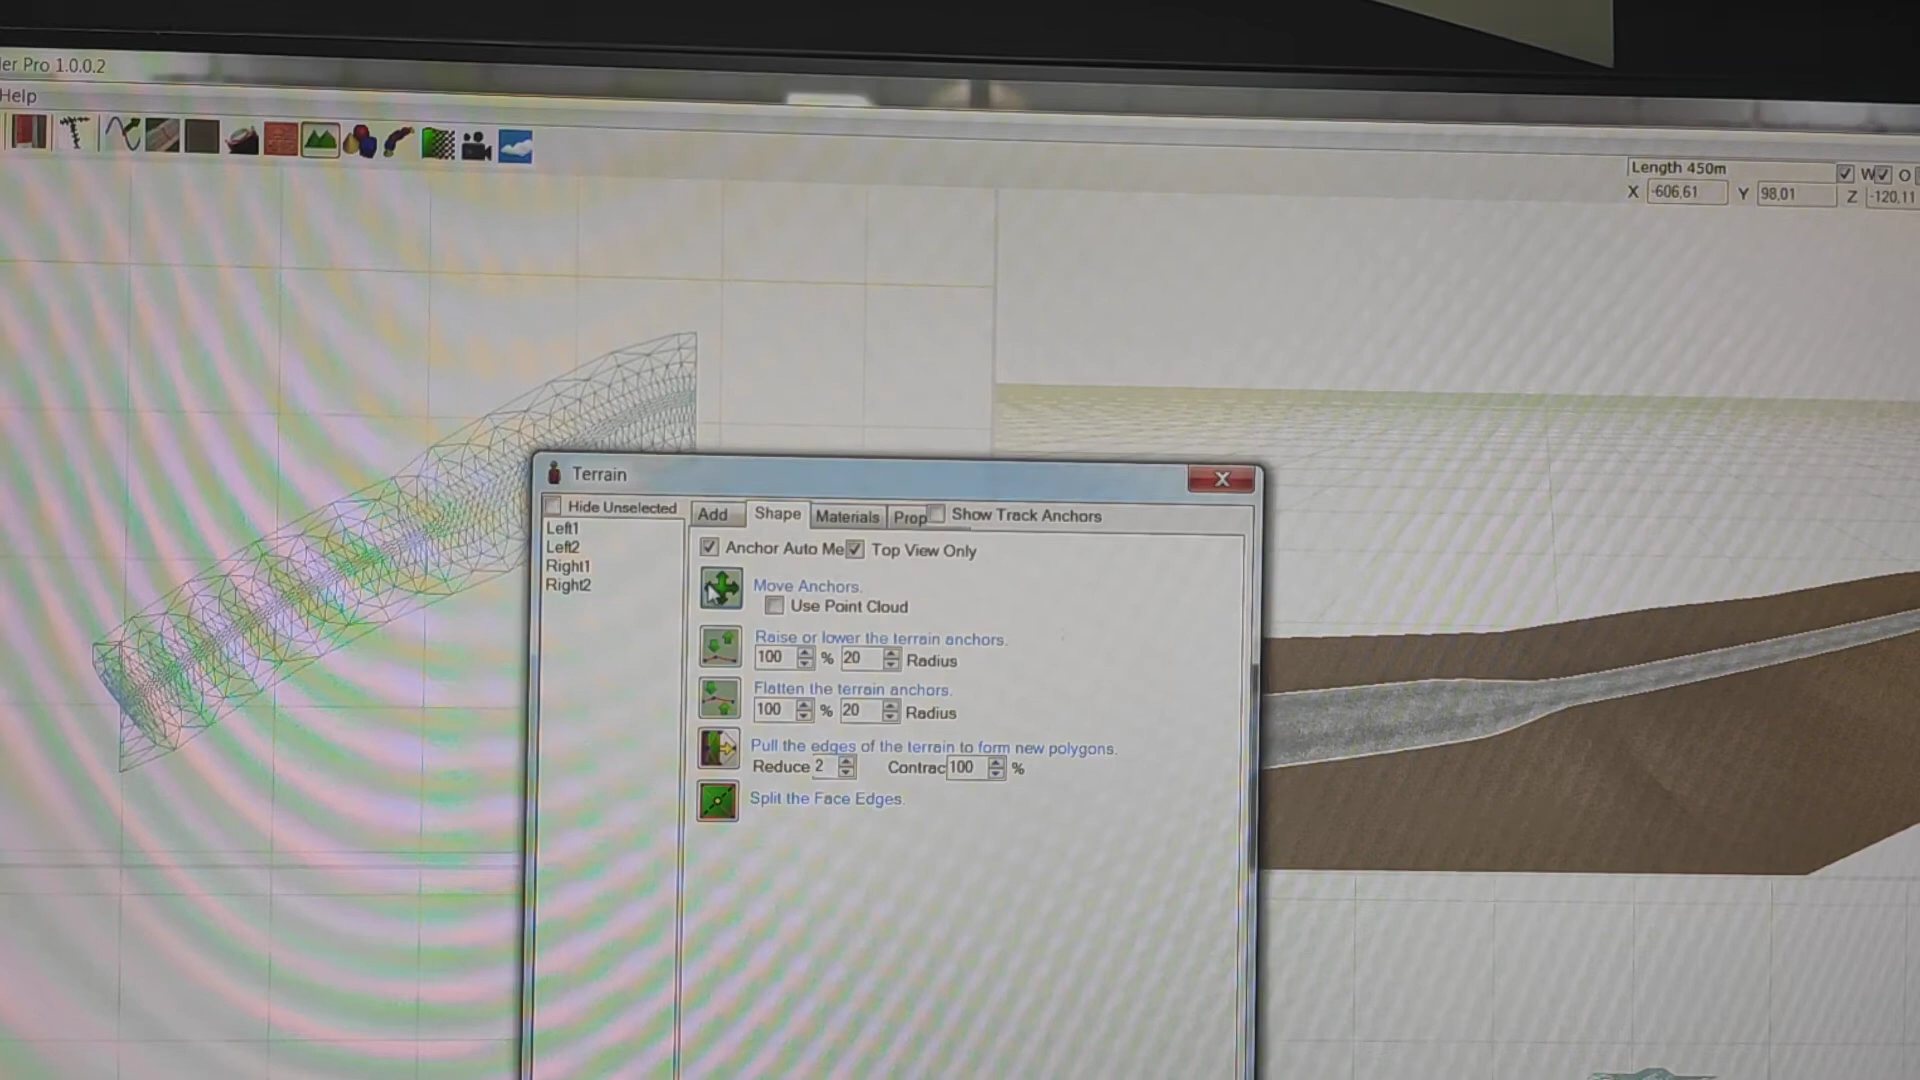 er Pro 1.0.0.2
Help
Length 450m
W O
X -606,61 Y 98,01 Z -120,11
Terrain
Hide Unselected
Left1
Left2
Right1
Right2
Add Shape Materials Prop Show Track Anchors
Anchor Auto Me Top View Only
Move Anchors.
Use Point Cloud
Raise or lower the terrain anchors.
100 % 20 Radius
Flatten the terrain anchors.
100 % 20 Radius
Pull the edges of the terrain to form new polygons.
Reduce 2 Contrac 100 %
Split the Face Edges.